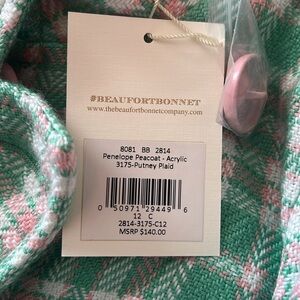 #BEAUFORTBONNET
www.thebeaufortbonnetcompany.com
8081 BB 2814
Penelope Peacoat - Acrylic
3175-Putney Plaid
0 50971 29449 6
12 C
2814-3175-C12
MSRP $140.00